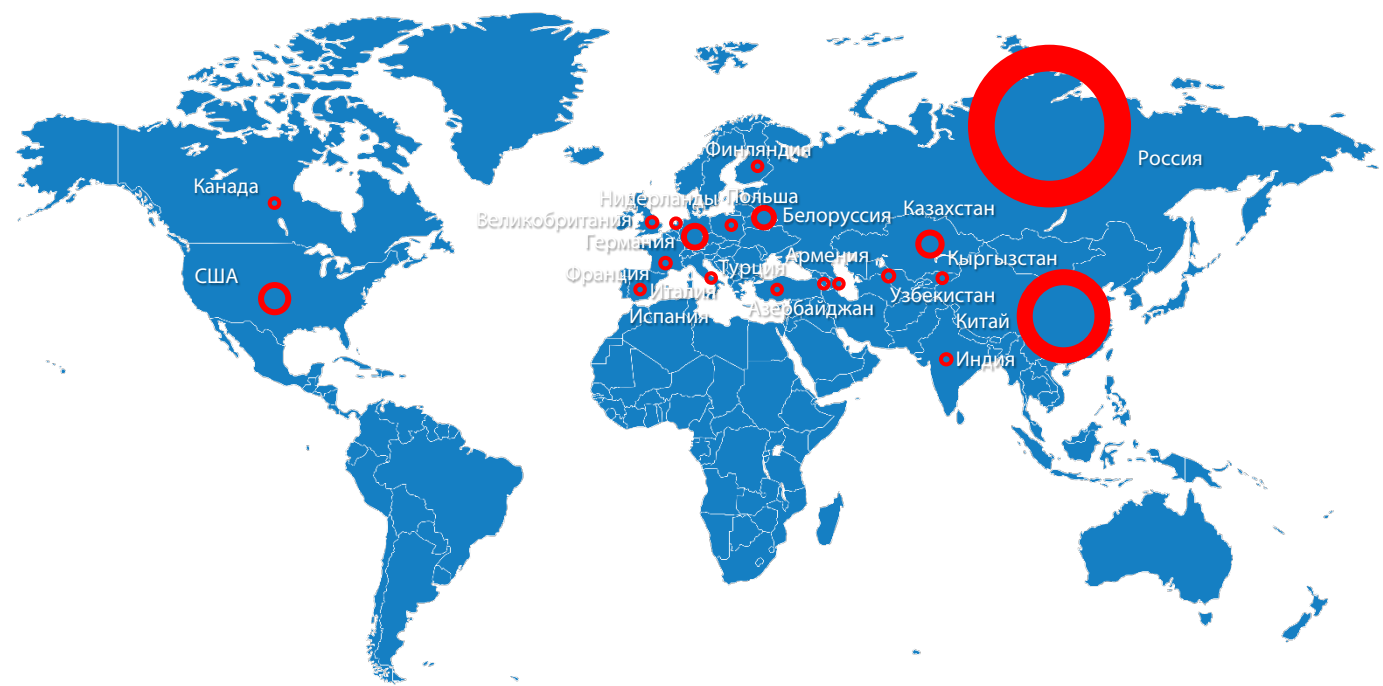 Финляндия
Россия
Канада
Нидерланды
Польша
Великобритания
Белоруссия
Казахстан
Германия
Армения
Кыргызстан
Франция
Турция
США
Италия
Узбекистан
Азербайджан
Испания
Китай
Индия